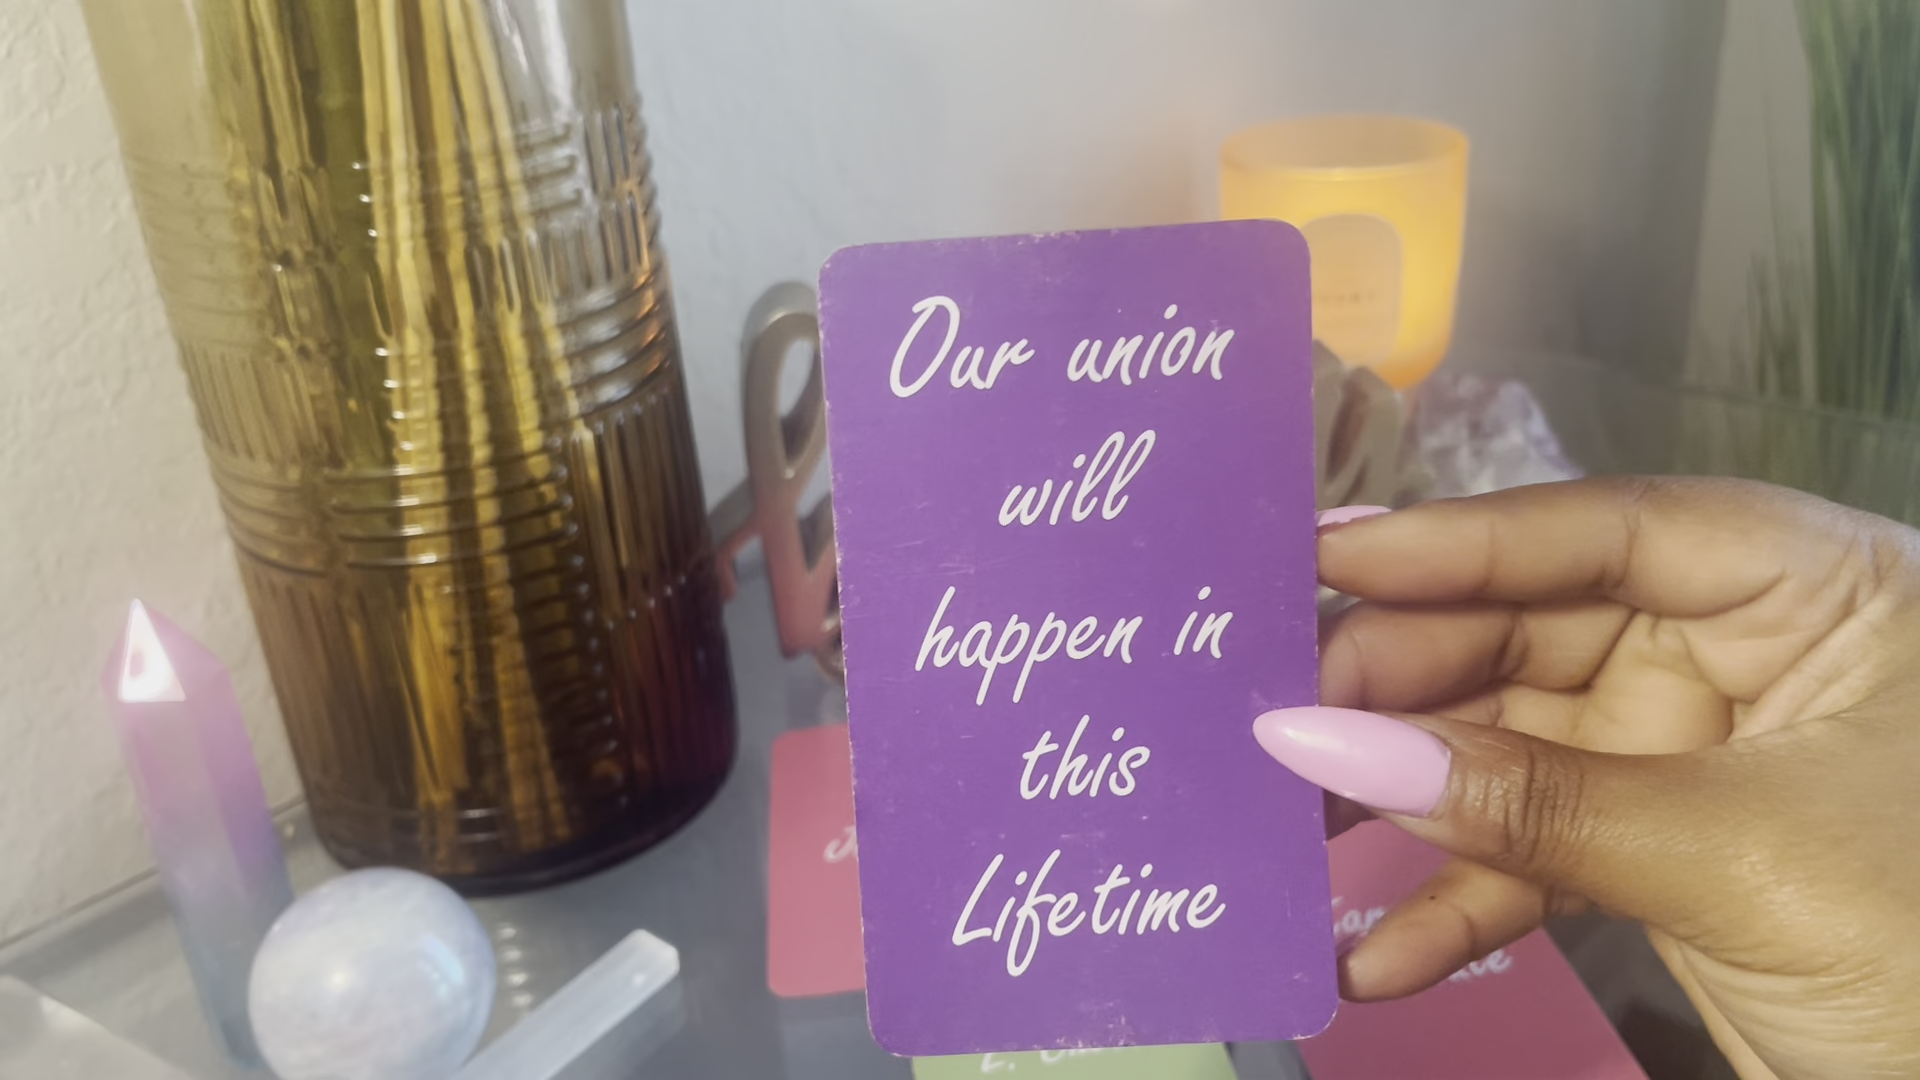 Our union
will
happen in
this
Lifetime